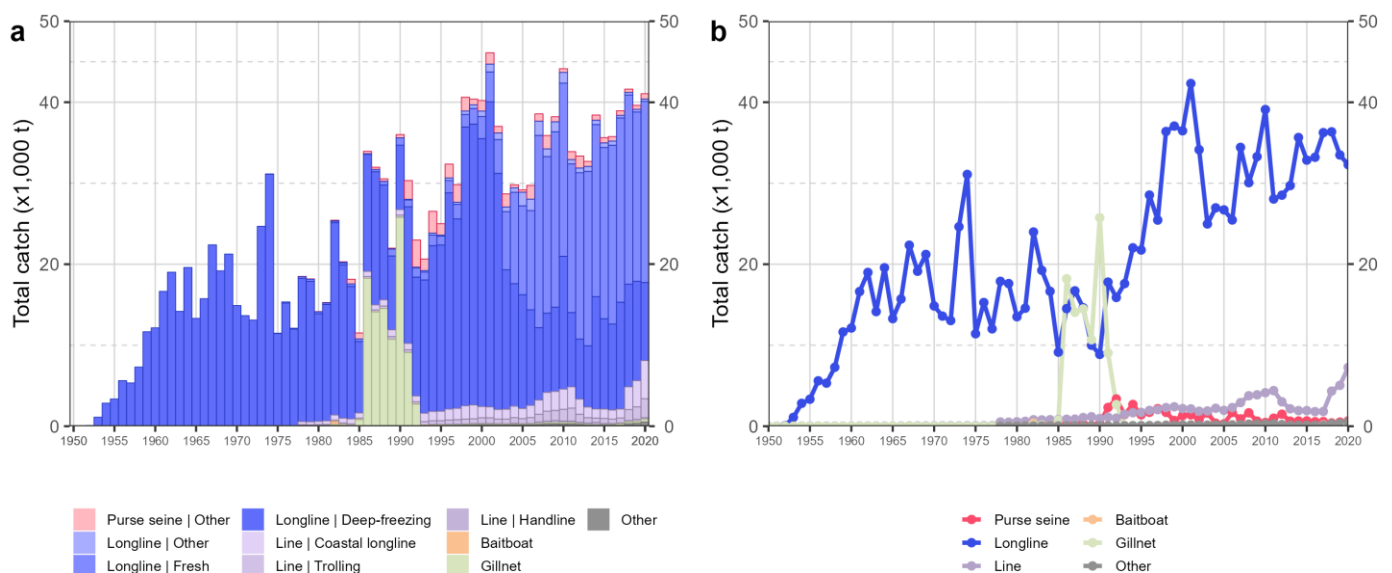 a
b
50
50
50
50
40
40
40
40
20
20
20
20
0
0
0
0
Total catch (x1,000 t)
Total catch (x1,000 t)
1950 1955 1960 1965 1970 1975 1980 1985 1990 1995 2000 2005 2010 2015 2020
1950 1955 1960 1965 1970 1975 1980 1985 1990 1995 2000 2005 2010 2015 2020
Purse seine | Other Longline | Deep-freezing Line | Handline Other
Longline | Other Line | Coastal longline Baitboat
Longline | Fresh Line | Trolling Gillnet
Purse seine Baitboat
Longline Gillnet
Line Other